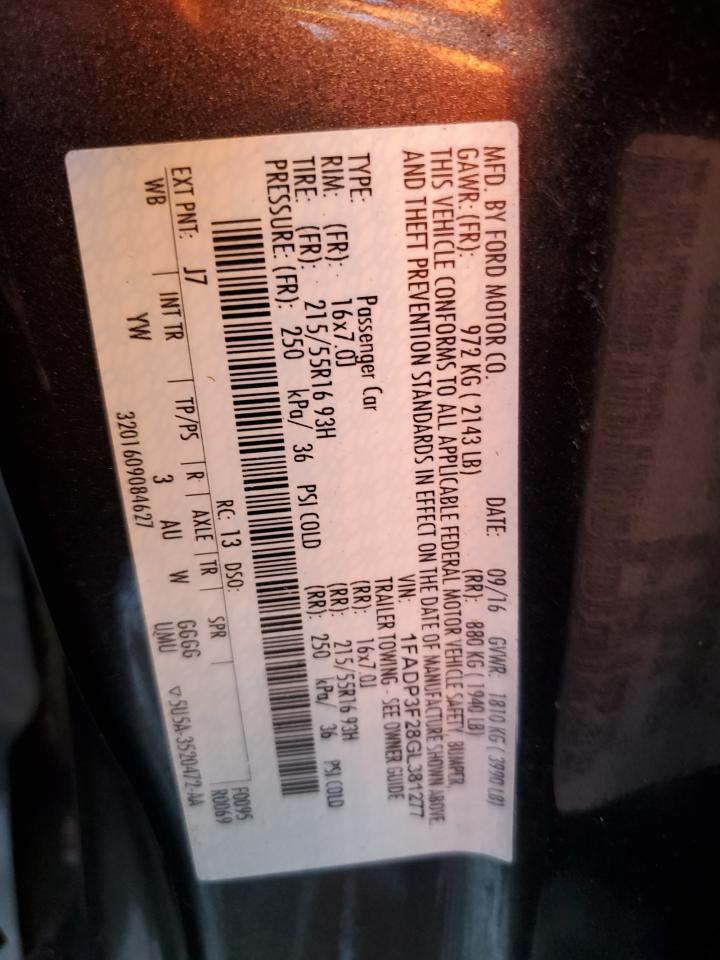 MFD. BY FORD MOTOR CO. DATE: 09/16 GVWR: 1810 KG ( 3990 LB)
GAWR: (FR): 972 KG ( 2143 LB) (RR): 880 KG ( 1940 LB)
THIS VEHICLE CONFORMS TO ALL APPLICABLE FEDERAL MOTOR VEHICLE SAFETY, BUMPER,
AND THEFT PREVENTION STANDARDS IN EFFECT ON THE DATE OF MANUFACTURE SHOWN ABOVE.
VIN: 1FADP3F28GL381277
TYPE: Passenger Car TRAILER TOWING - SEE OWNER GUIDE
RIM: (FR): 16x7.0J (RR): 16x7.0J
TIRE: (FR): 215/55R16 93H (RR): 215/55R16 93H
PRESSURE: (FR): 250 kPa/ 36 PSI COLD (RR): 250 kPa/ 36 PSI COLD
F0095
RC: 13 DSO: R0069
EXT PNT: J7 INT TR TP/PS R AXLE TR SPR
WB YW 3 AU W GGGG
UMU
3201609084627 ▽5U5A-3520472-AA